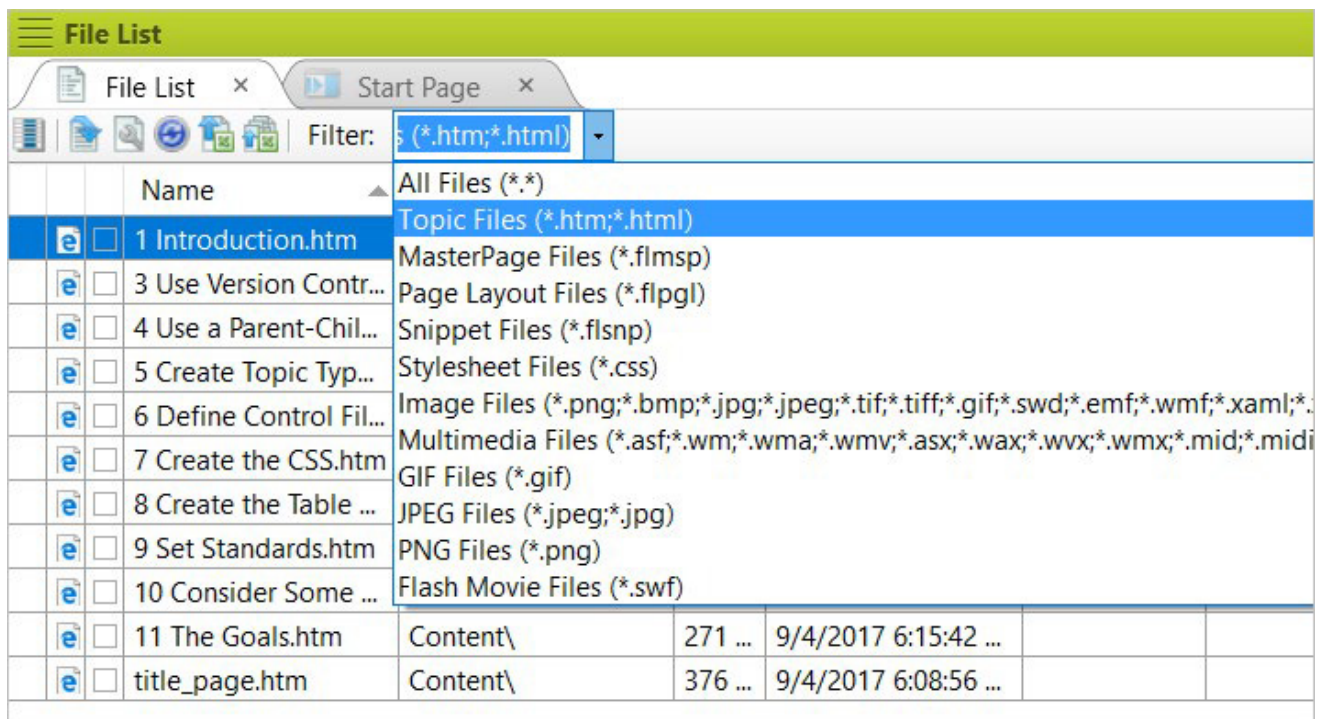 File List
File List × Start Page ×
Filter: s (*.htm;*.html)
All Files (*.*)
Topic Files (*.htm;*.html)
MasterPage Files (*.flmsp)
Page Layout Files (*.flpgl)
Snippet Files (*.flsnp)
Stylesheet Files (*.css)
Image Files (*.png;*.bmp;*.jpg;*.jpeg;*.tif;*.tiff;*.gif;*.swd;*.emf;*.wmf;*.xaml;*.
Multimedia Files (*.asf;*.wm;*.wma;*.wmv;*.asx;*.wax;*.wvx;*.wmx;*.mid;*.midi
GIF Files (*.gif)
JPEG Files (*.jpeg;*.jpg)
PNG Files (*.png)
Flash Movie Files (*.swf)
Name
1 Introduction.htm
3 Use Version Contr...
4 Use a Parent-Chil...
5 Create Topic Typ...
6 Define Control Fil...
7 Create the CSS.htm
8 Create the Table ...
9 Set Standards.htm
10 Consider Some ...
11 The Goals.htm Content\ 271 ... 9/4/2017 6:15:42 ...
title_page.htm Content\ 376 ... 9/4/2017 6:08:56 ...